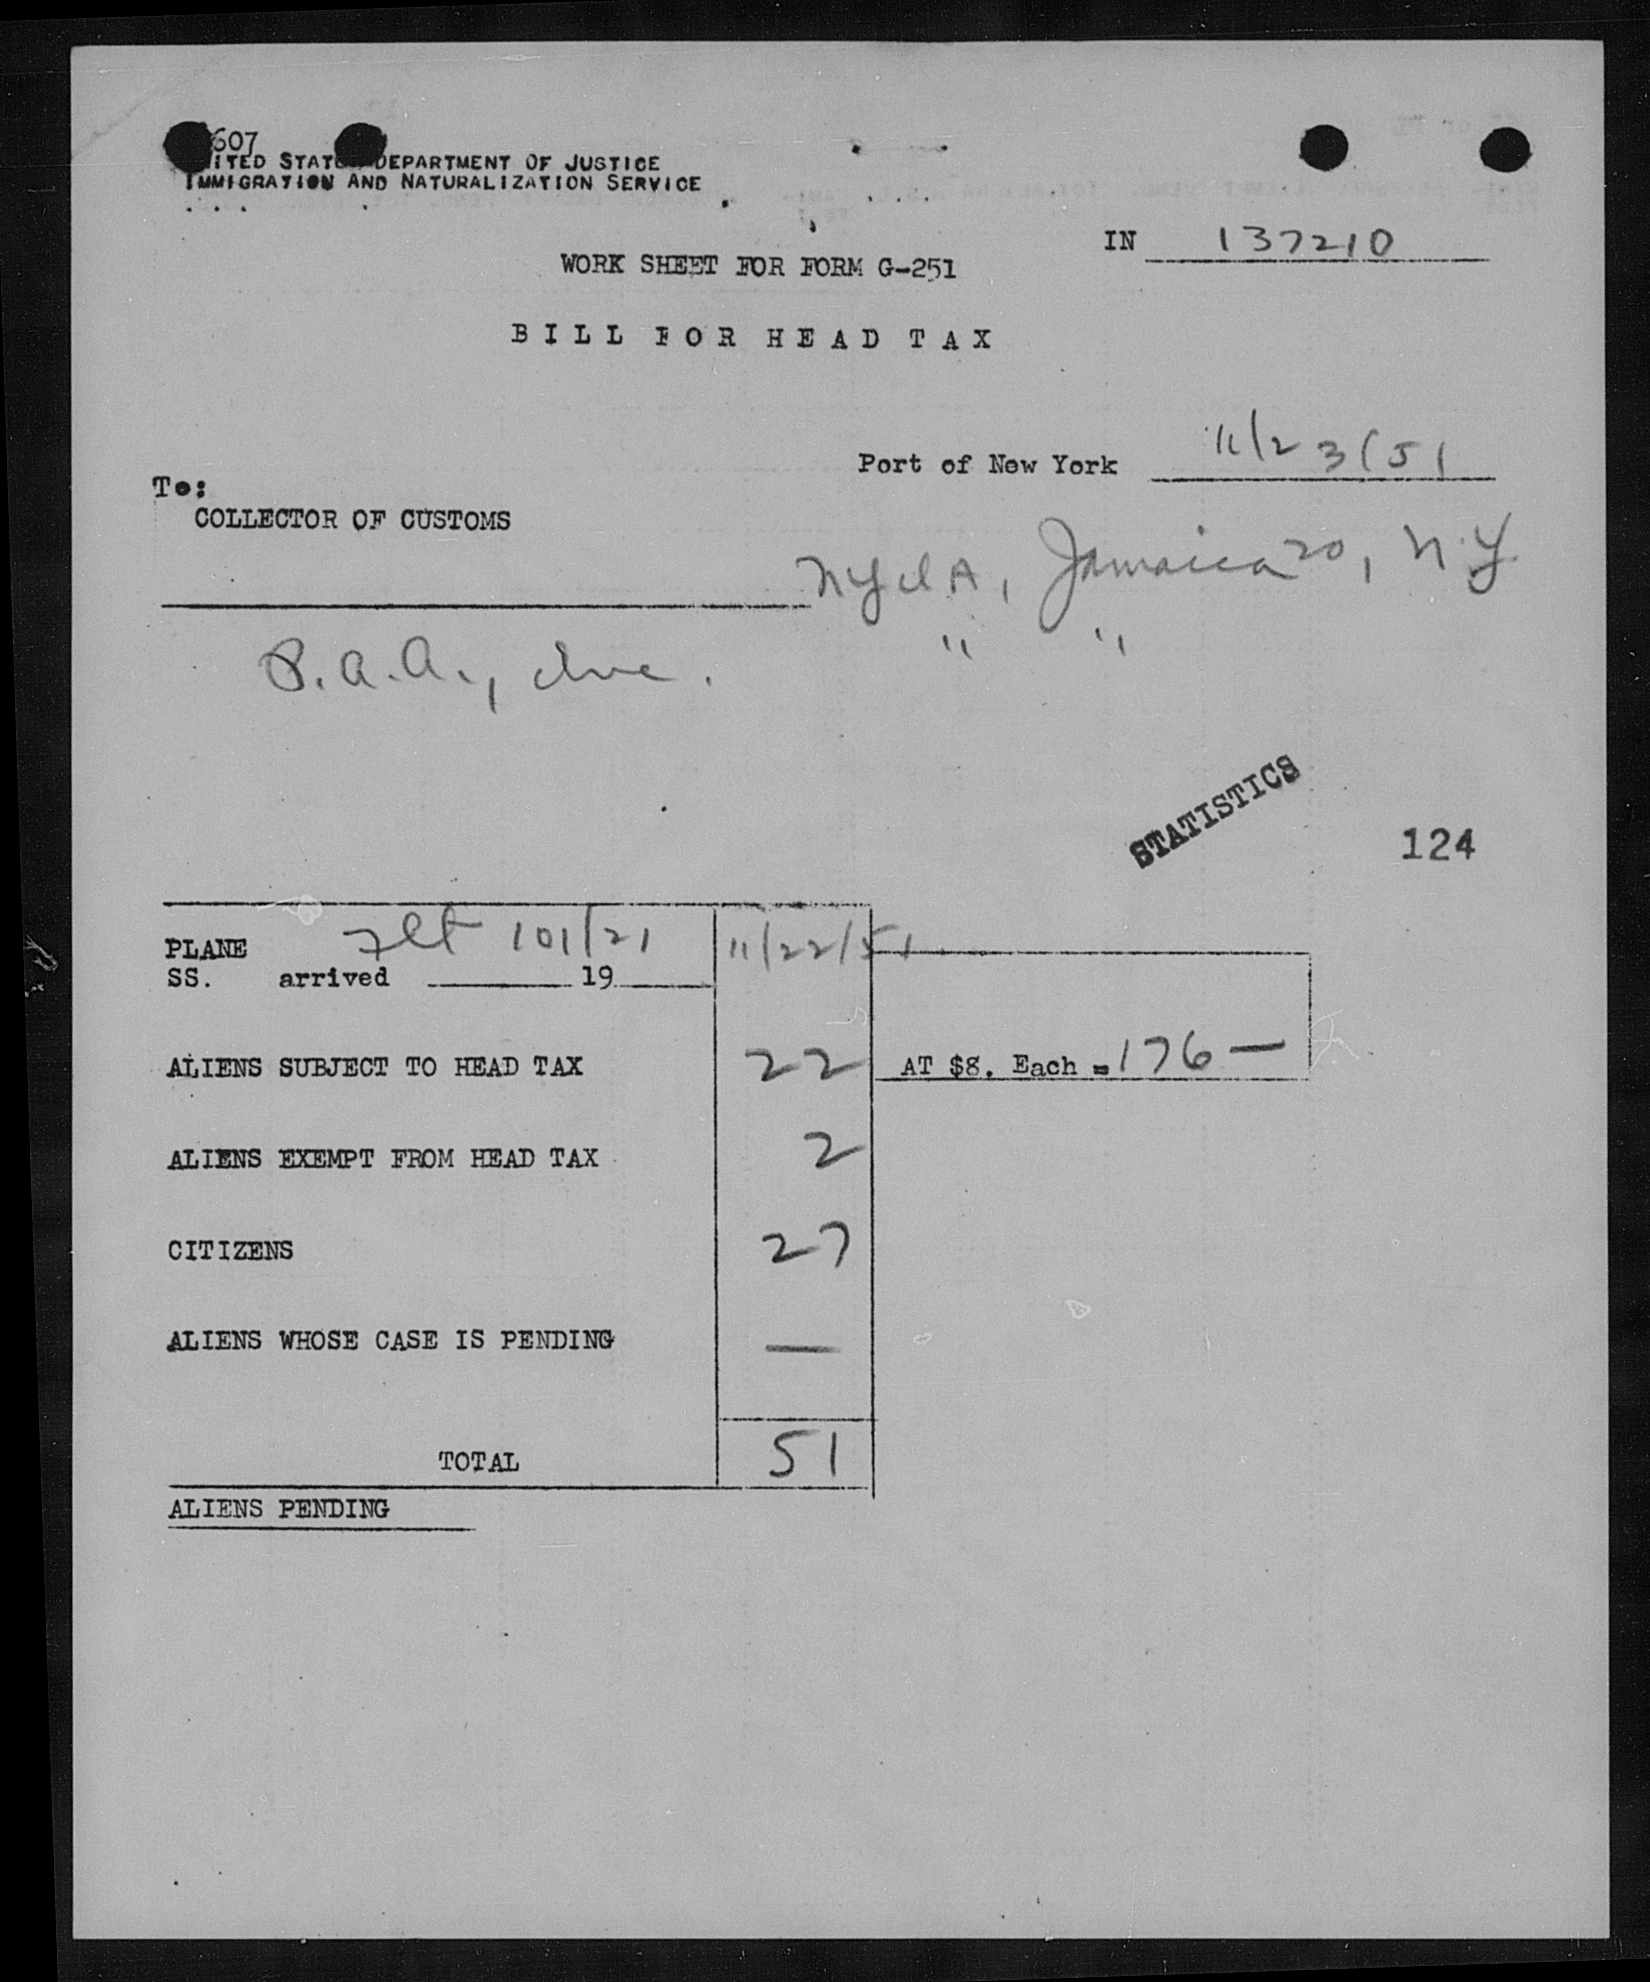 607
UNITED STATES DEPARTMENT OF JUSTICE
IMMIGRATION AND NATURALIZATION SERVICE
IN 137210
WORK SHEET FOR FORM G-251
BILL FOR HEAD TAX
Port of New York 11/23/51
To:
COLLECTOR OF CUSTOMS
NYIA, Jamaica 20, N.Y
P.A.A., Inc. " "
STATISTICS
124
PLANE Flt 101/21 11/22/51
SS. arrived 19
ALIENS SUBJECT TO HEAD TAX 22 AT $8. Each = 176 —
ALIENS EXEMPT FROM HEAD TAX 2
CITIZENS 27
ALIENS WHOSE CASE IS PENDING —
TOTAL 51
ALIENS PENDING